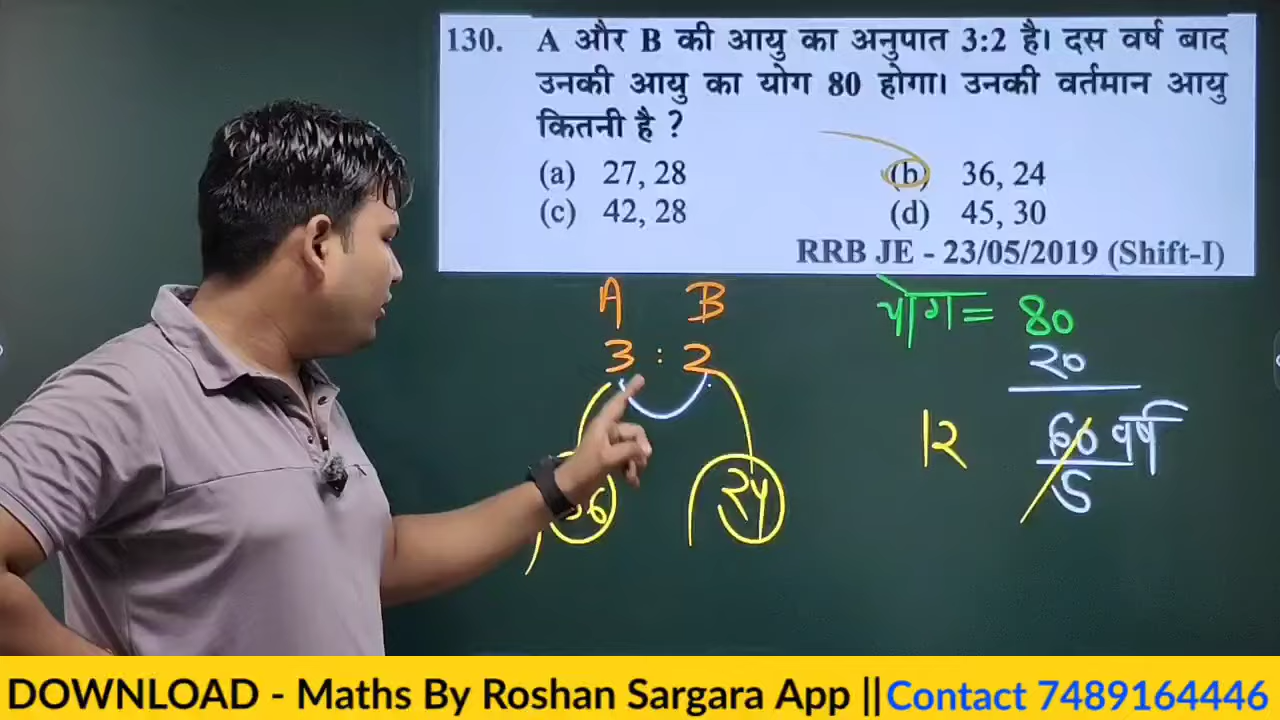 130. A और B की आयु का अनुपात 3:2 है। दस वर्ष बाद
उनकी आयु का योग 80 होगा। उनकी वर्तमान आयु
कितनी है ?
(a) 27, 28 (b) 36, 24
(c) 42, 28 (d) 45, 30
RRB JE - 23/05/2019 (Shift-I)
A B
3 : 2
योग = 80
20
12 60 वर्ष
5
24
DOWNLOAD - Maths By Roshan Sargara App || Contact 7489164446